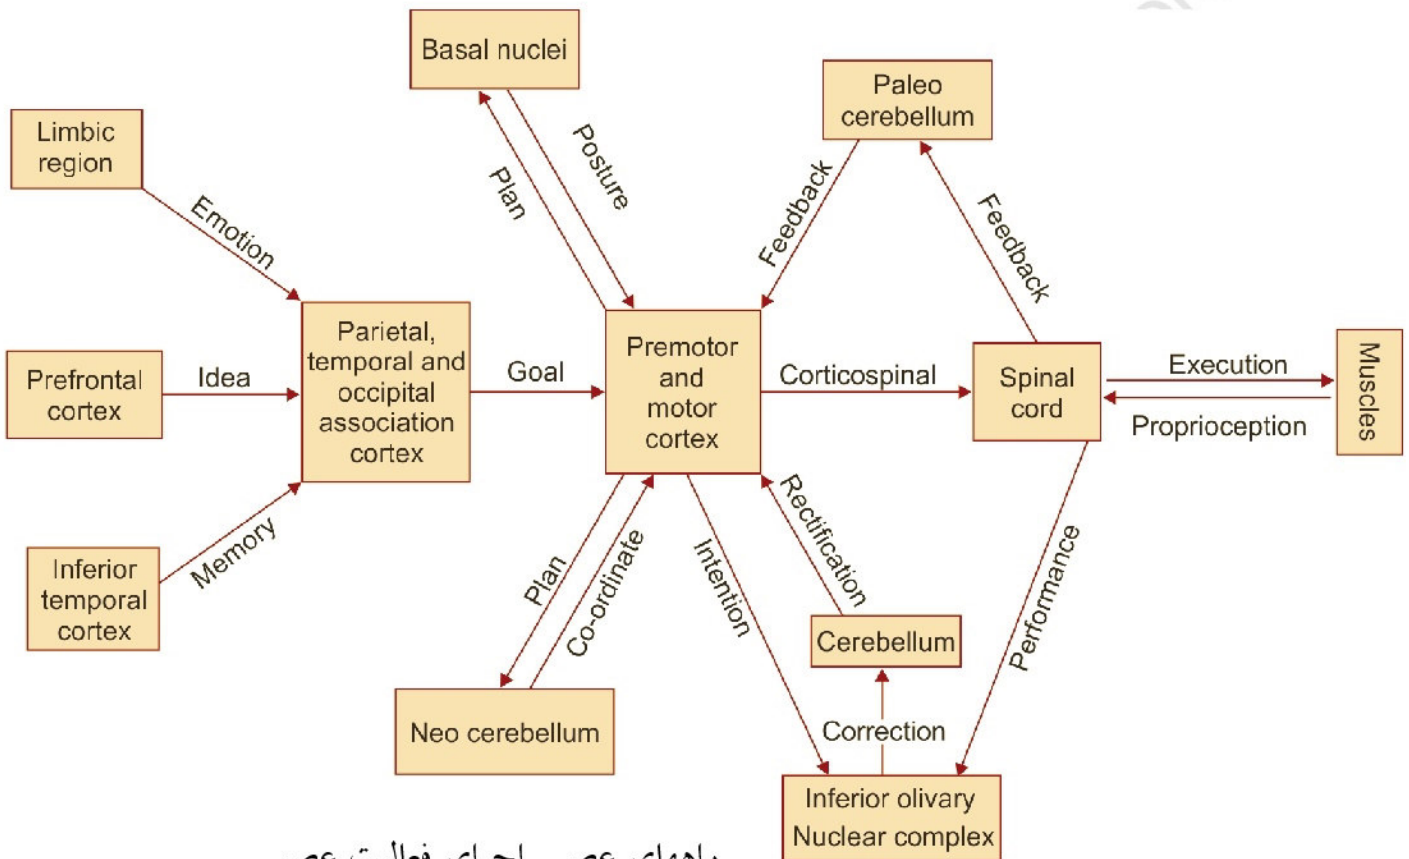 Basal nuclei
Paleo
cerebellum
Limbic
region
Emotion
Plan
Posture
Feedback
Feedback
Prefrontal
cortex
Idea
Parietal,
temporal and
occipital
association
cortex
Goal
Premotor
and
motor
cortex
Corticospinal
Spinal
cord
Execution
Proprioception
Muscles
Inferior
temporal
cortex
Memory
Plan
Co-ordinate
Intention
Rectification
Performance
Neo cerebellum
Cerebellum
Correction
Inferior olivary
Nuclear complex